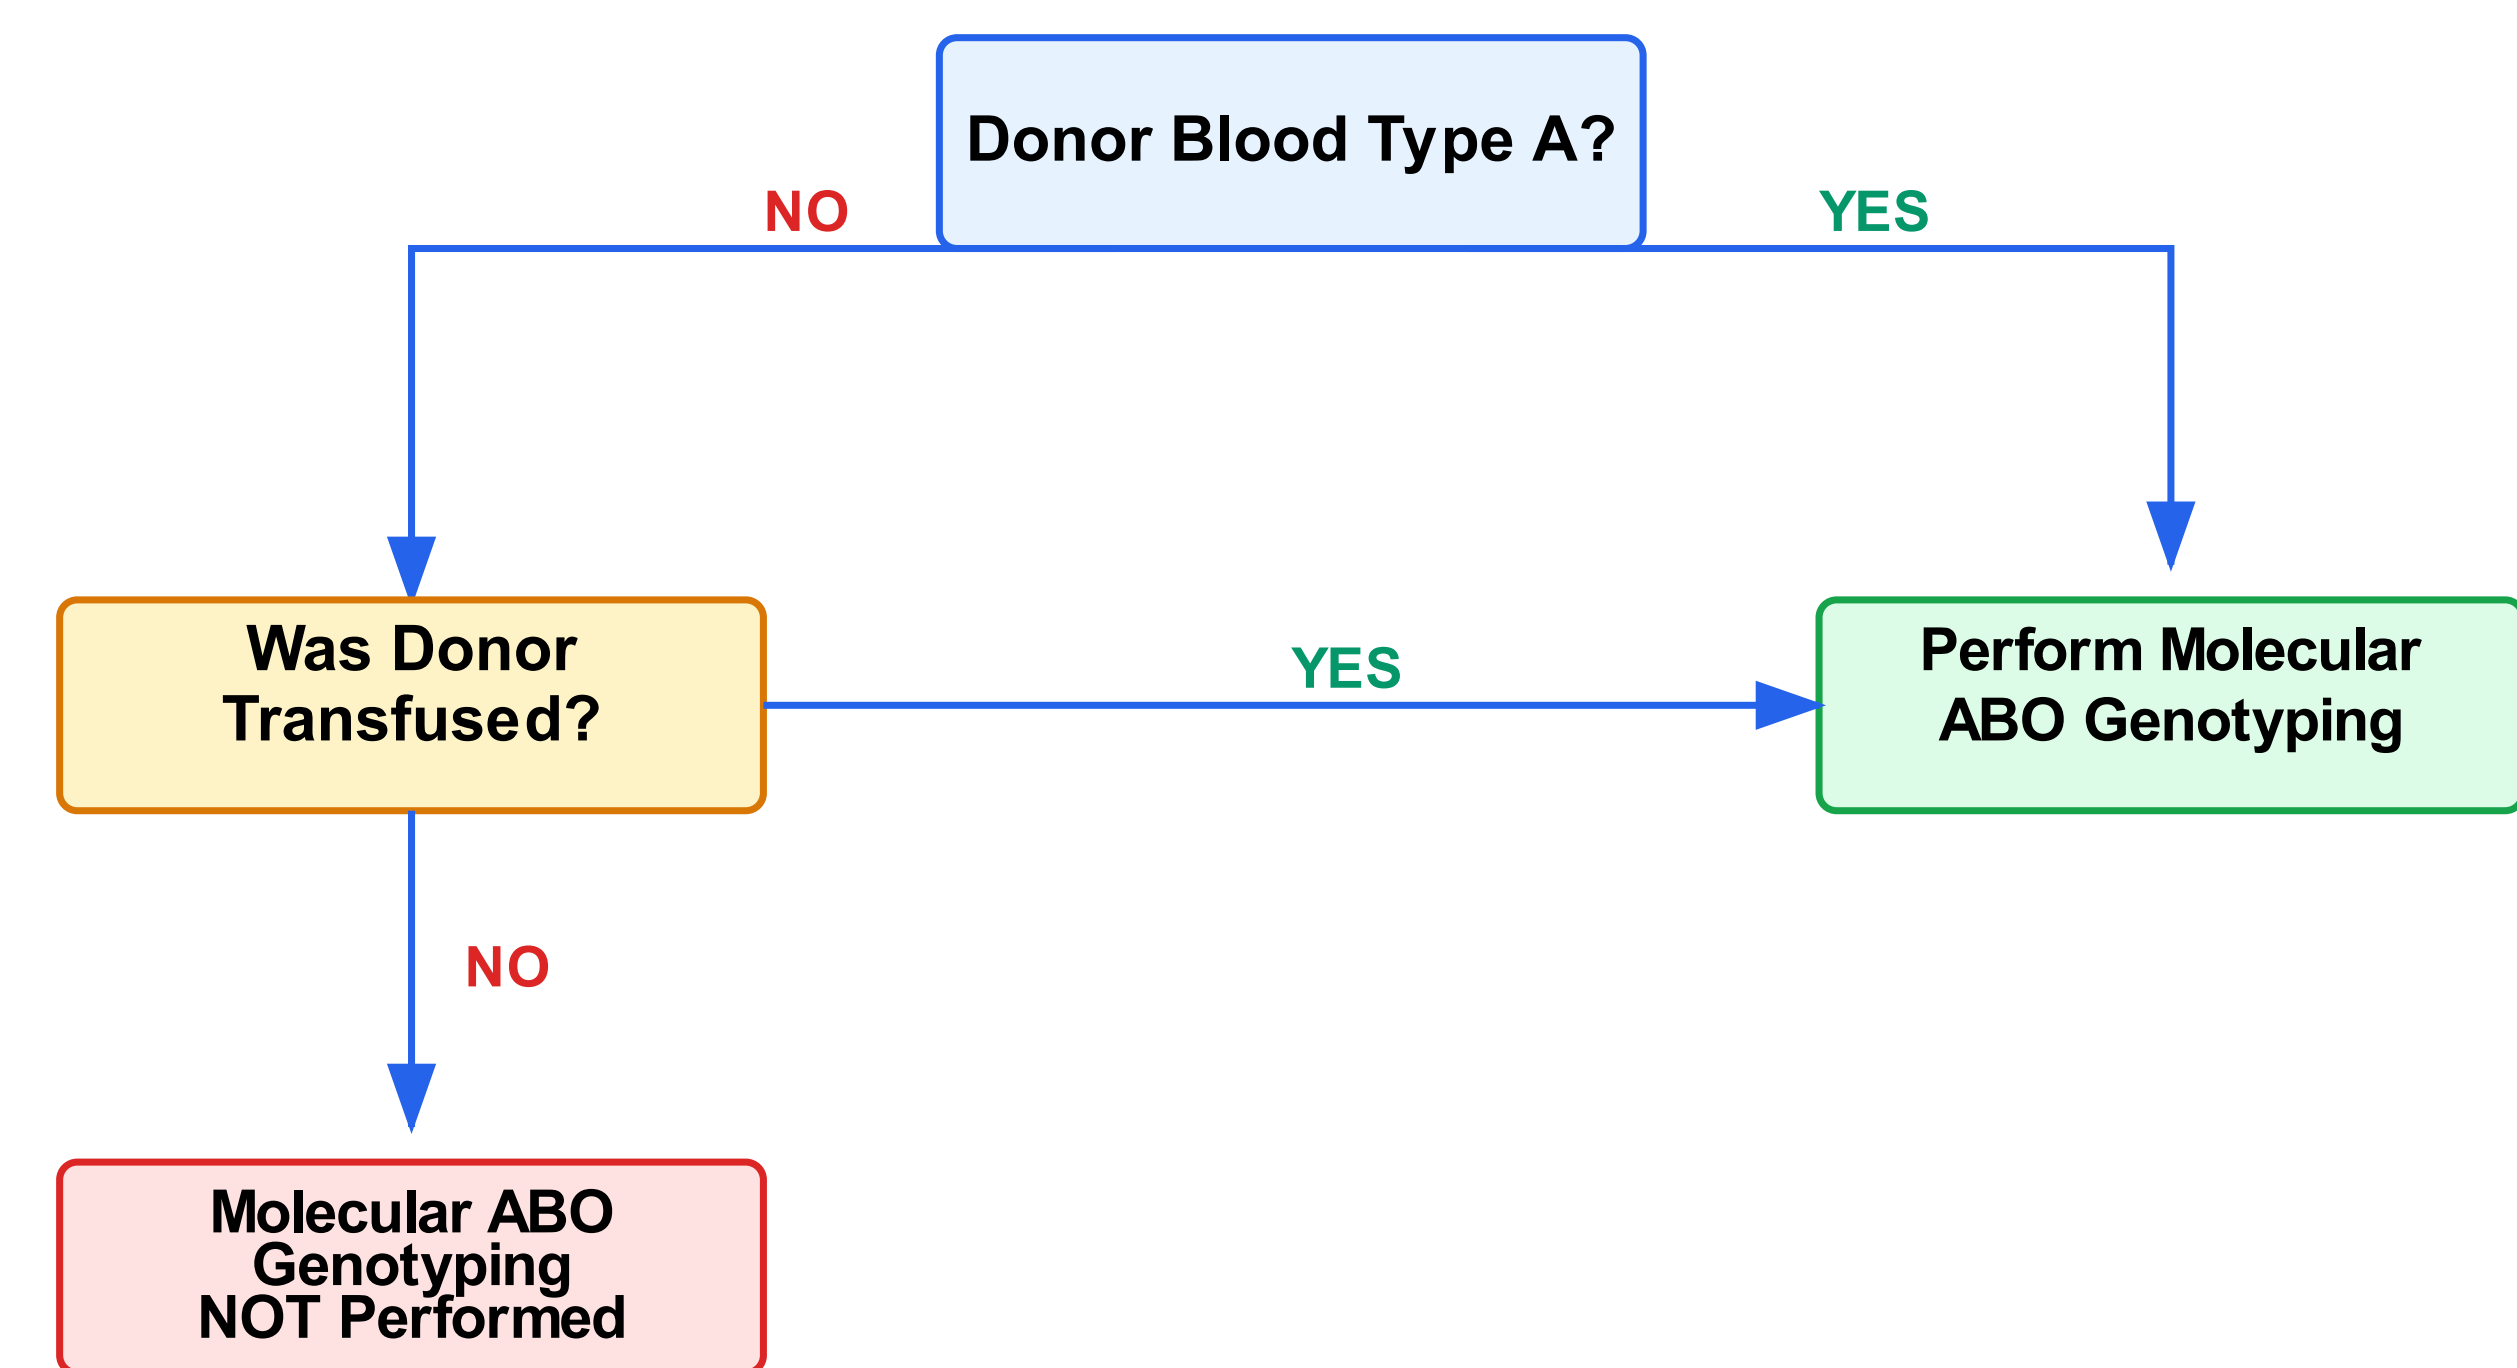 Donor Blood Type A?
NO
YES
Was Donor
Transfused?
YES
Perform Molecular
ABO Genotyping
NO
Molecular ABO
Genotyping
NOT Performed